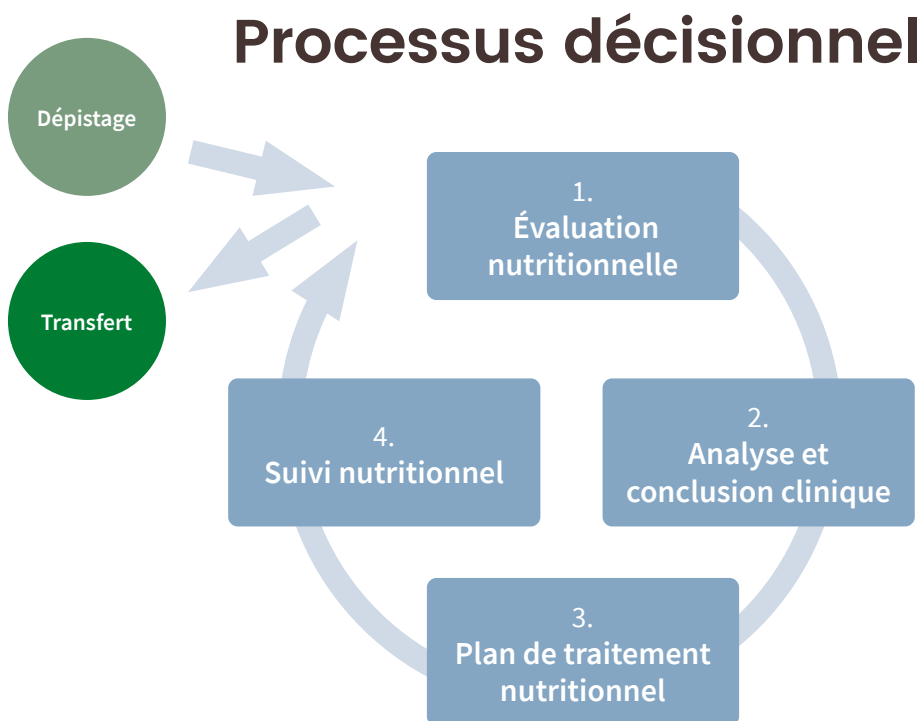 Processus décisionnel
Dépistage
Transfert
1.
Évaluation
nutritionnelle
2.
Analyse et
conclusion clinique
3.
Plan de traitement
nutritionnel
4.
Suivi nutritionnel